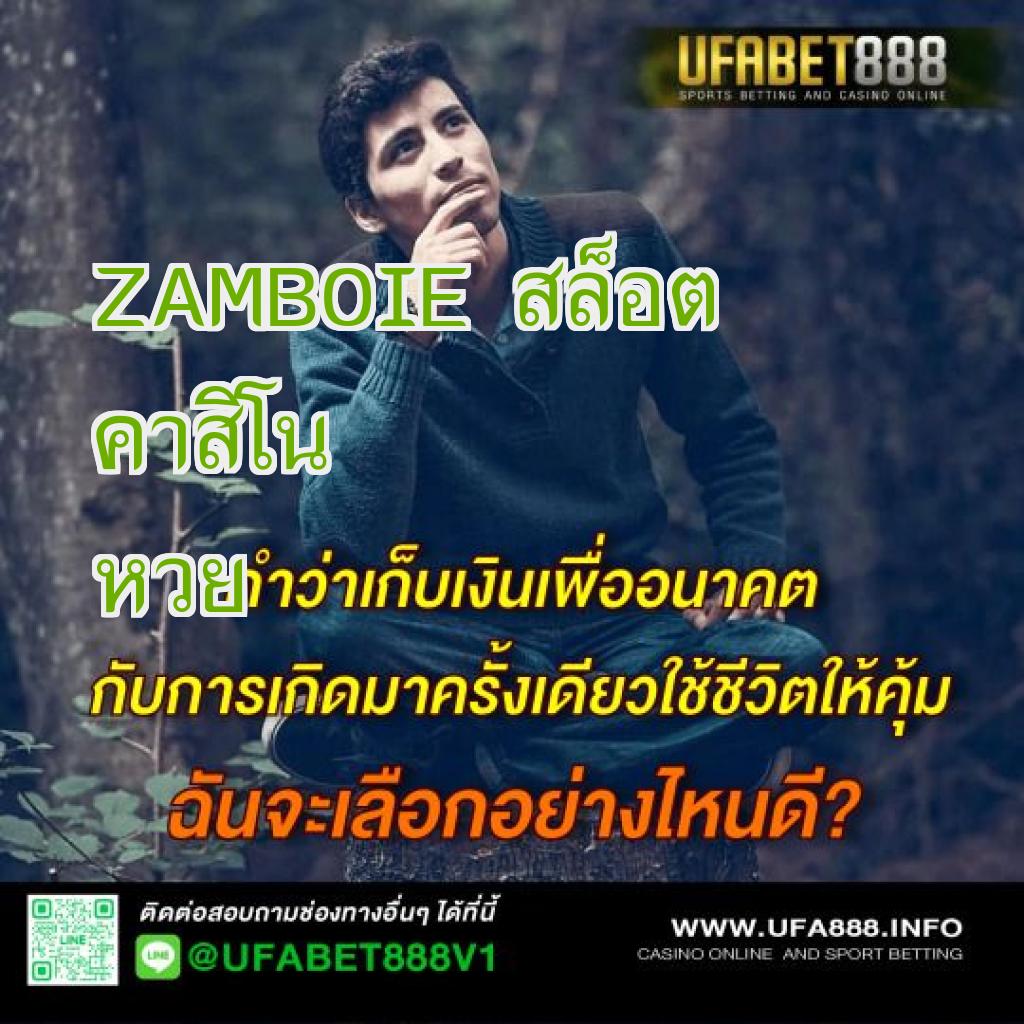 UFABET888
SPORTS BETTING AND CASINO ONLINE
ZAMBOIE สล็อต
คาสิโน
หวย
คำว่าเก็บเงินเพื่ออนาคต
กับการเกิดมาครั้งเดียวใช้ชีวิตให้คุ้ม
ฉันจะเลือกอย่างไหนดี?
LINE
ติดต่อสอบถามช่องทางอื่นๆ ได้ที่นี้
LINE @UFABET888V1
WWW.UFA888.INFO
CASINO ONLINE AND SPORT BETTING